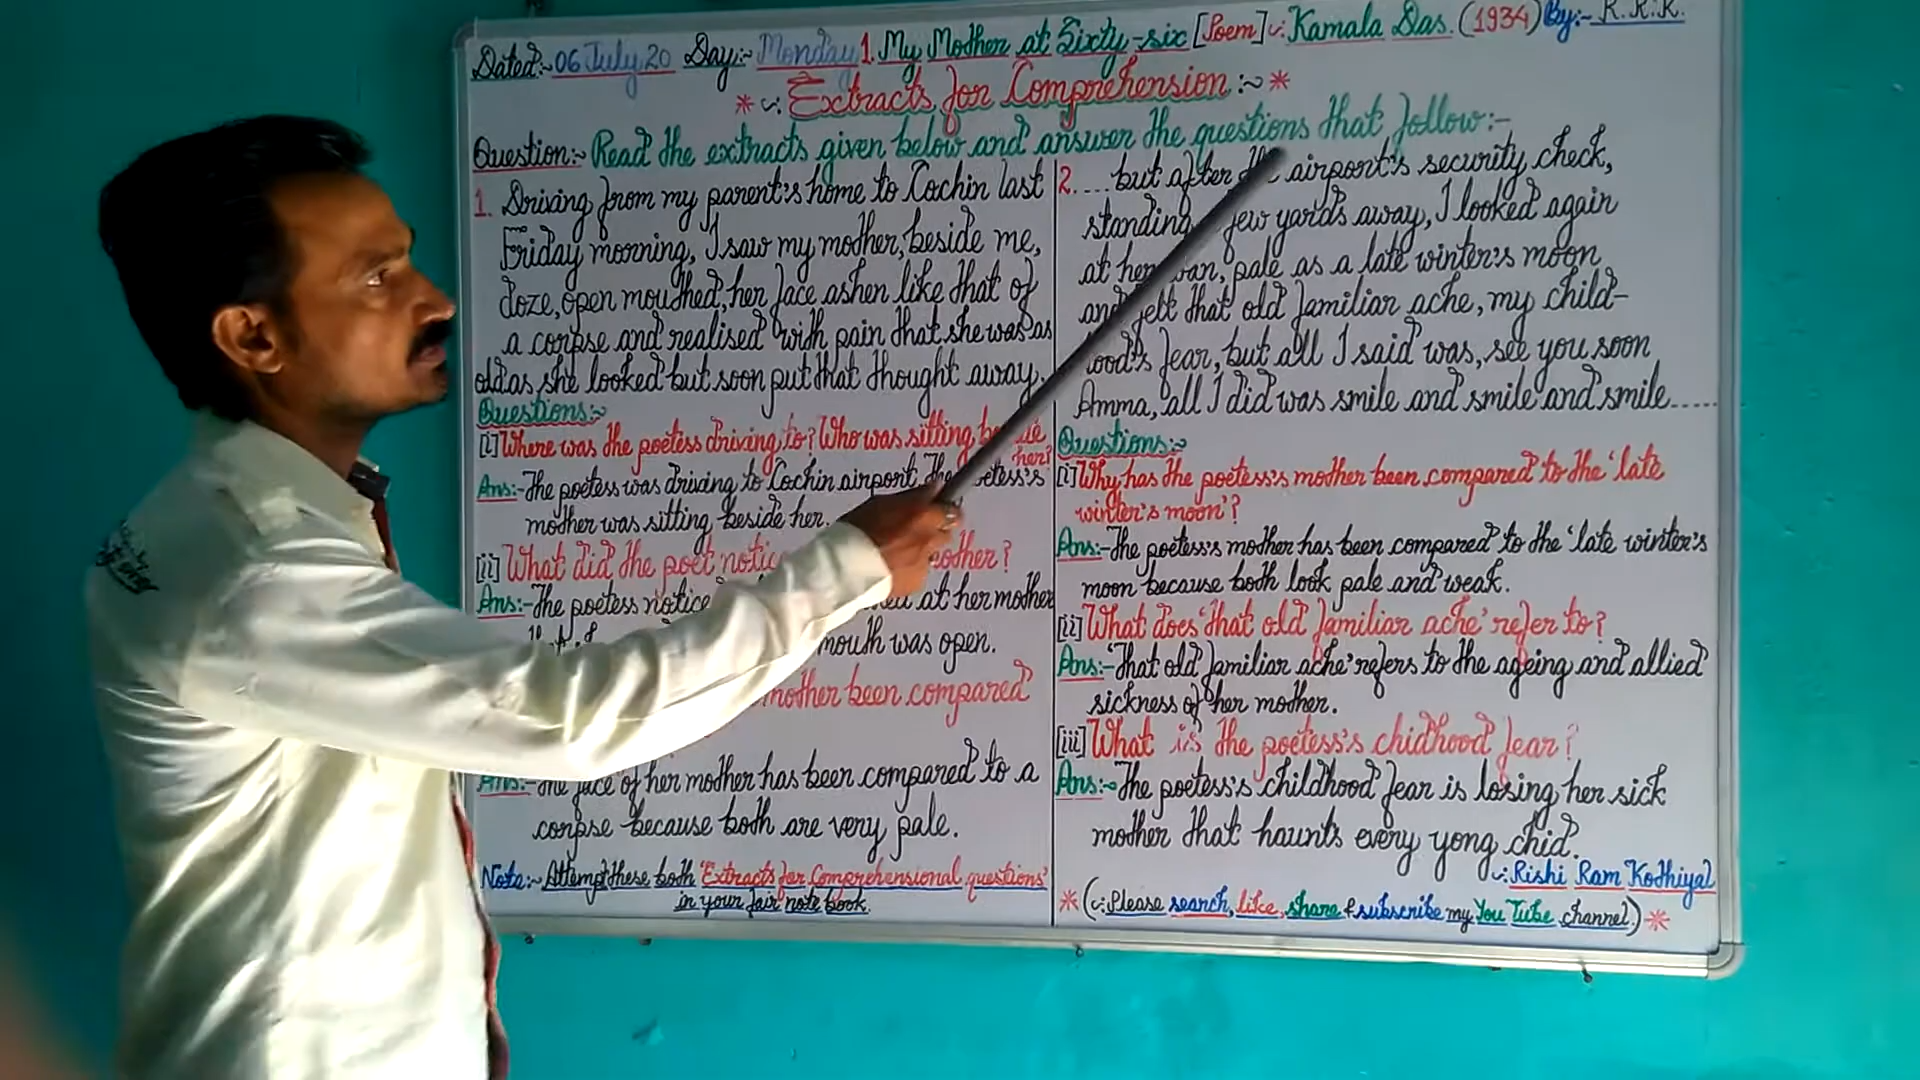 Dated:~ 06 July 20 Day:~ Monday 1. My Mother at Sixty-six [Poem] ~: Kamala Das. (1934) By:~ R.R.K.
* ~: Extracts for Comprehension :~ *
Question:~ Read the extracts given below and answer the questions that follow:-
1. Driving from my parent's home to Cochin last
Friday morning, I saw my mother, beside me,
doze, open mouthed, her face ashen like that of
a corpse and realised with pain that she was as
old as she looked but soon put that thought away.
Questions:~
[i] Where was the poetess driving to? Who was sitting
her?
Ans:- The poetess was driving to Cochin airport. The
mother was sitting beside her.
[ii] What did the poet mother?
Ans:- The poetess at her mother
mouth was open.
mother been compared
Ans:- The face of her mother has been compared to a
corpse because both are very pale.
Note:~ Attempt these both 'Extracts for Comprehensional questions'
in your fair note book.
2. .... but after the airport's security check,
standing few yards away, I looked again
at her, pale as a late winter's moon
and felt that old familiar ache, my child-
hood's fear, but all I said was, see you soon
Amma, all I did was smile and smile and smile.....
Questions:~
[i] Why has the poetess's mother been compared to the 'late
winter's moon'?
Ans:- The poetess's mother has been compared to the 'late winter's
moon because both look pale and weak.
[ii] What does 'that old familiar ache' refer to?
Ans:- 'That old familiar ache' refers to the ageing and allied
sickness of her mother.
[iii] What is the poetess's chidhood fear?
Ans:~ The poetess's childhood fear is losing her sick
mother that haunts every yong chid.
~: Rishi Ram Kothiyal
* (~: Please search, like, share & subscribe my You Tube channel.) *